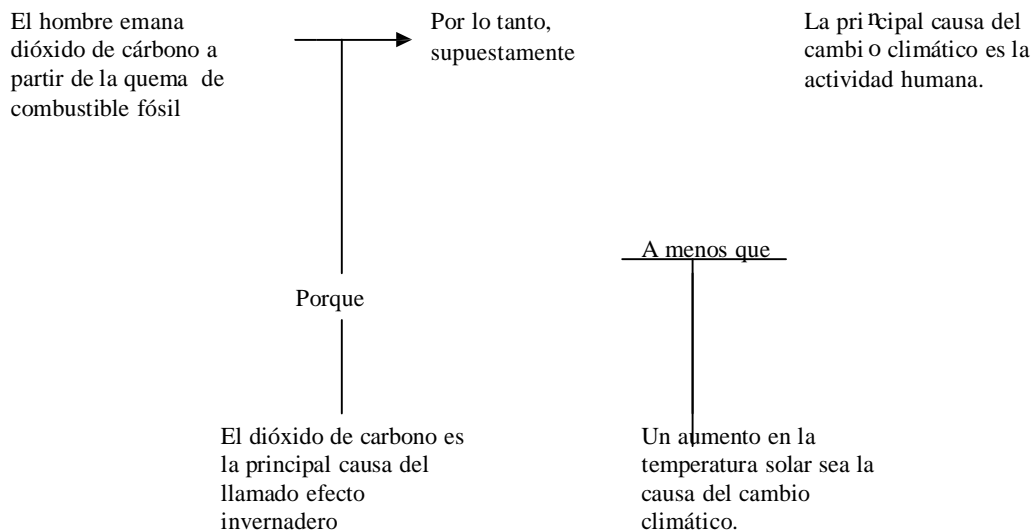 El hombre emana
dióxido de cárbono a
partir de la quema de
combustible fósil
Por lo tanto,
supuestamente
La principal causa del
cambio climático es la
actividad humana.
A menos que
Porque
El dióxido de carbono es
la principal causa del
llamado efecto
invernadero
Un aumento en la
temperatura solar sea la
causa del cambio
climático.